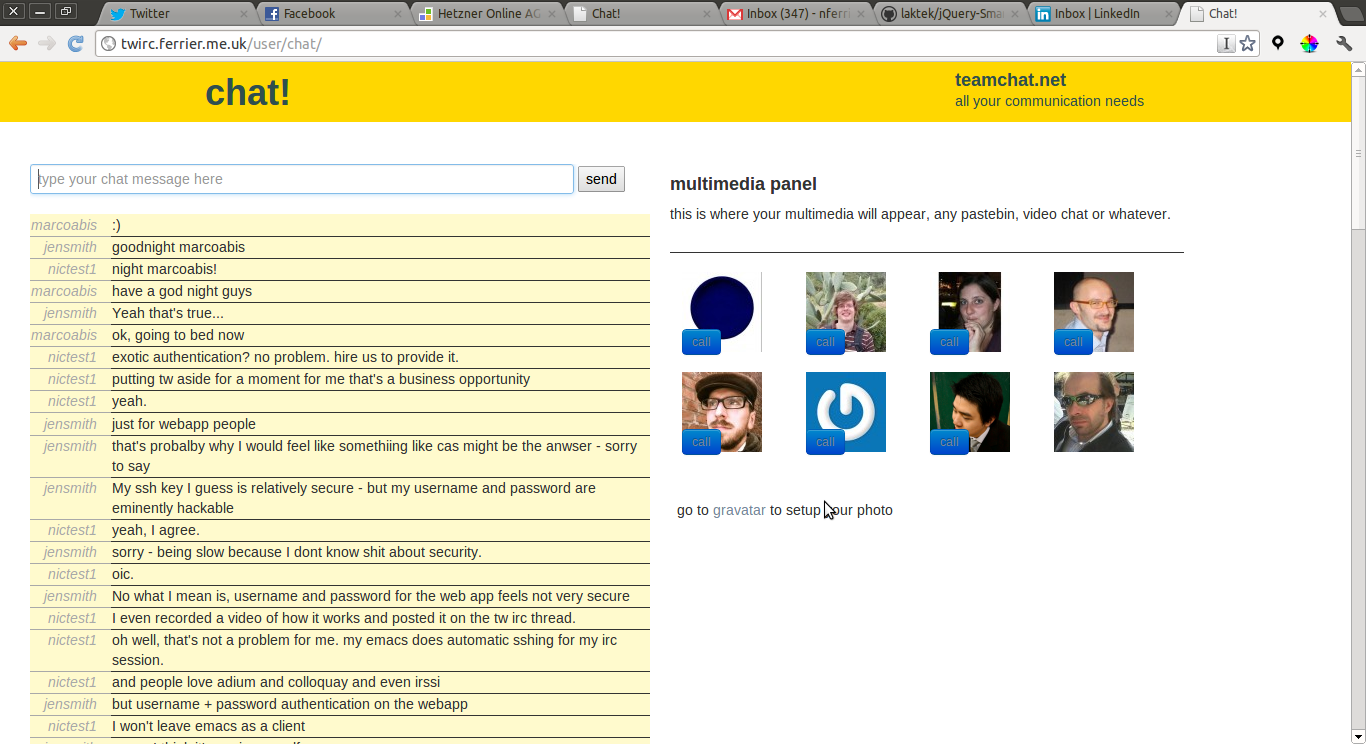 Twitter
Facebook
Hetzner Online AG
Chat!
Inbox (347) - nferri
laktek/jQuery-Sma
Inbox | LinkedIn
Chat!
twirc.ferrier.me.uk/user/chat/
chat!
teamchat.net
all your communication needs
type your chat message here
send
marcoabis :)
jensmith goodnight marcoabis
nictest1 night marcoabis!
marcoabis have a god night guys
jensmith Yeah that's true...
marcoabis ok, going to bed now
nictest1 exotic authentication? no problem. hire us to provide it.
nictest1 putting tw aside for a moment for me that's a business opportunity
nictest1 yeah.
jensmith just for webapp people
jensmith that's probalby why I would feel like somethiing like cas might be the anwser - sorry
to say
jensmith My ssh key I guess is relatively secure - but my username and password are
eminently hackable
nictest1 yeah, I agree.
jensmith sorry - being slow because I dont know shit about security.
nictest1 oic.
jensmith No what I mean is, username and password for the web app feels not very secure
nictest1 I even recorded a video of how it works and posted it on the tw irc thread.
nictest1 oh well, that's not a problem for me. my emacs does automatic sshing for my irc
session.
nictest1 and people love adium and colloquay and even irssi
jensmith but username + password authentication on the webapp
nictest1 I won't leave emacs as a client
multimedia panel
this is where your multimedia will appear, any pastebin, video chat or whatever.
call
call
call
call
call
call
call
go to gravatar to setup your photo